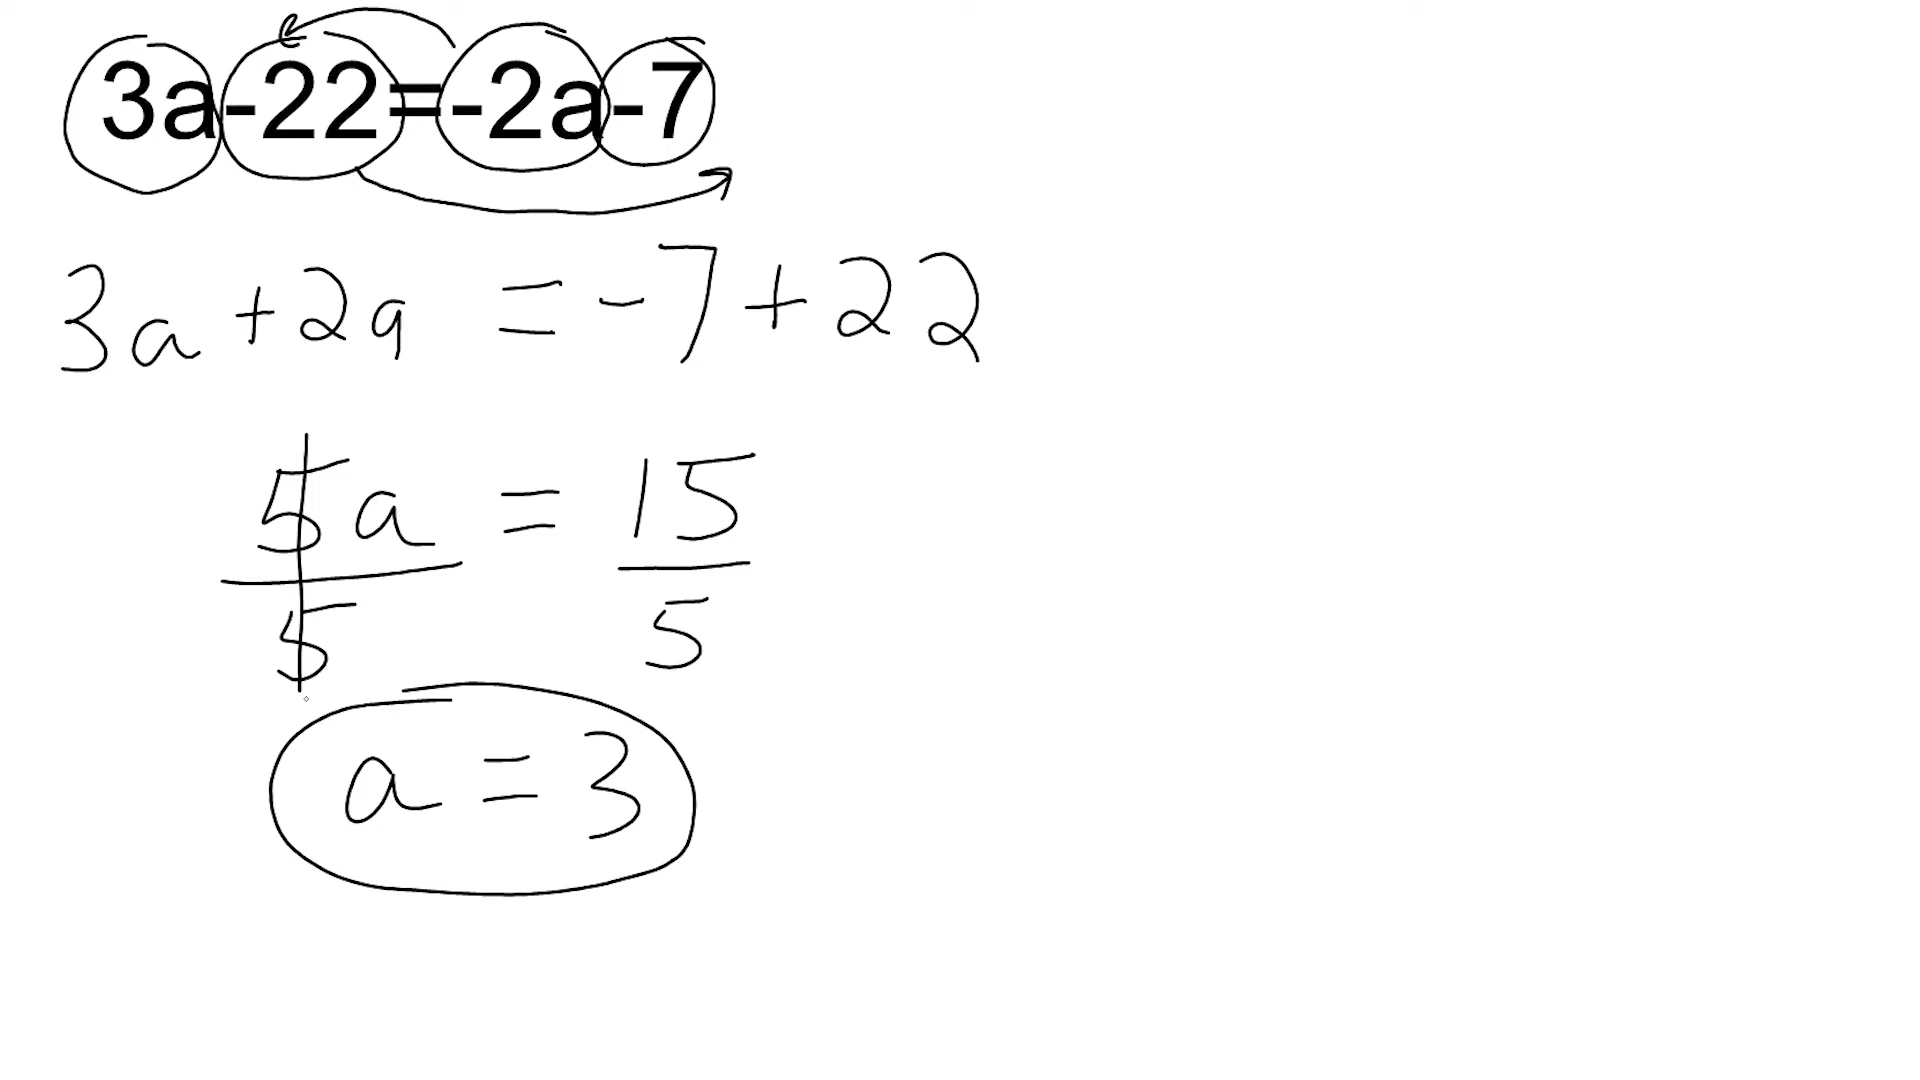 3a-22=-2a-7
3a + 2a = -7 + 22
5a = 15
5 5
a = 3